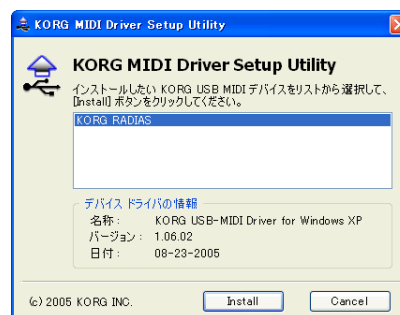 KORG MIDI Driver Setup Utility
KORG MIDI Driver Setup Utility
インストールしたい KORG USB MIDI デバイスをリストから選択して、
[Install] ボタンをクリックしてください。
KORG RADIAS
デバイス ドライバの情報
名称： KORG USB-MIDI Driver for Windows XP
バージョン： 1.06.02
日付： 08-23-2005
(c) 2005 KORG INC. Install Cancel